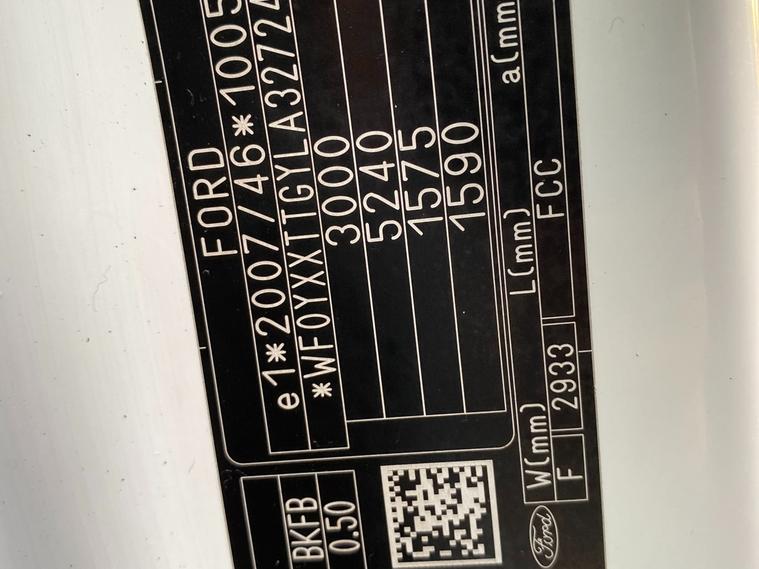 FORD
e1*2007/46*1005
*WF0YXXTTGYLA32724
3000
5240
1575
1590
BKFB
0.50
W(mm) L(mm) a(mm
F 2933 FCC
Ford